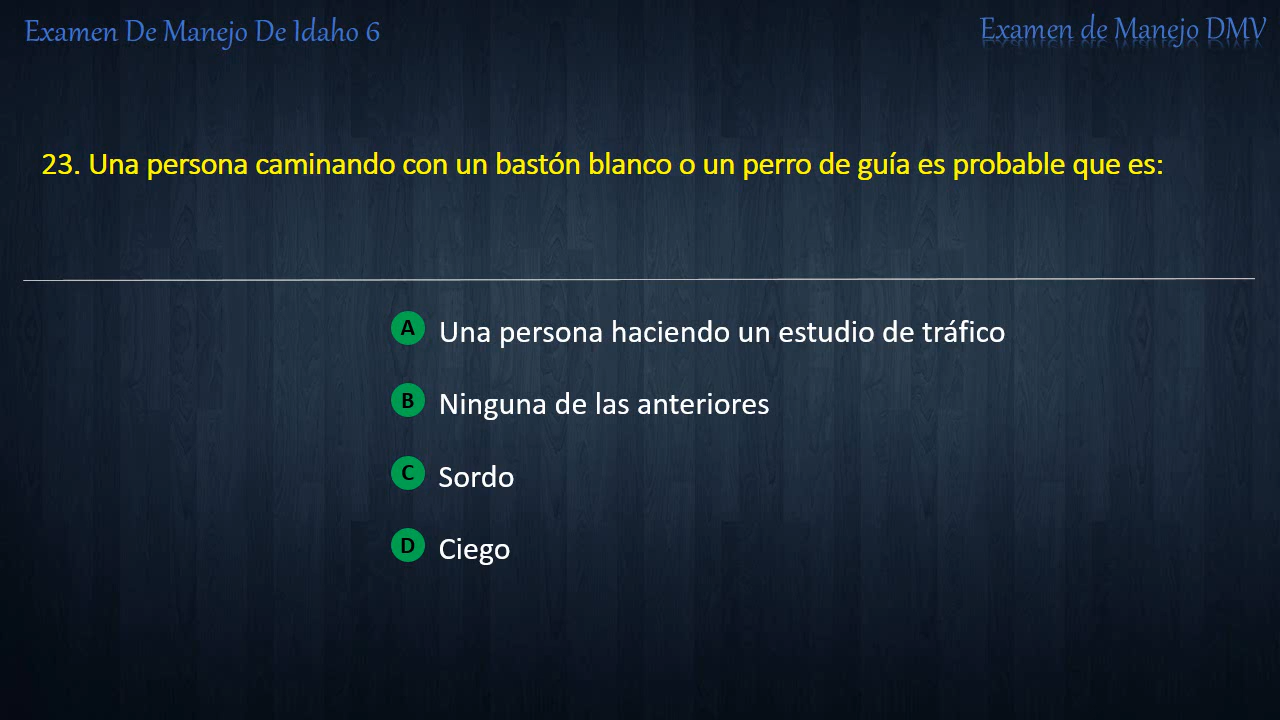 Examen De Manejo De Idaho 6
Examen de Manejo DMV
23. Una persona caminando con un bastón blanco o un perro de guía es probable que es:
A Una persona haciendo un estudio de tráfico
B Ninguna de las anteriores
C Sordo
D Ciego